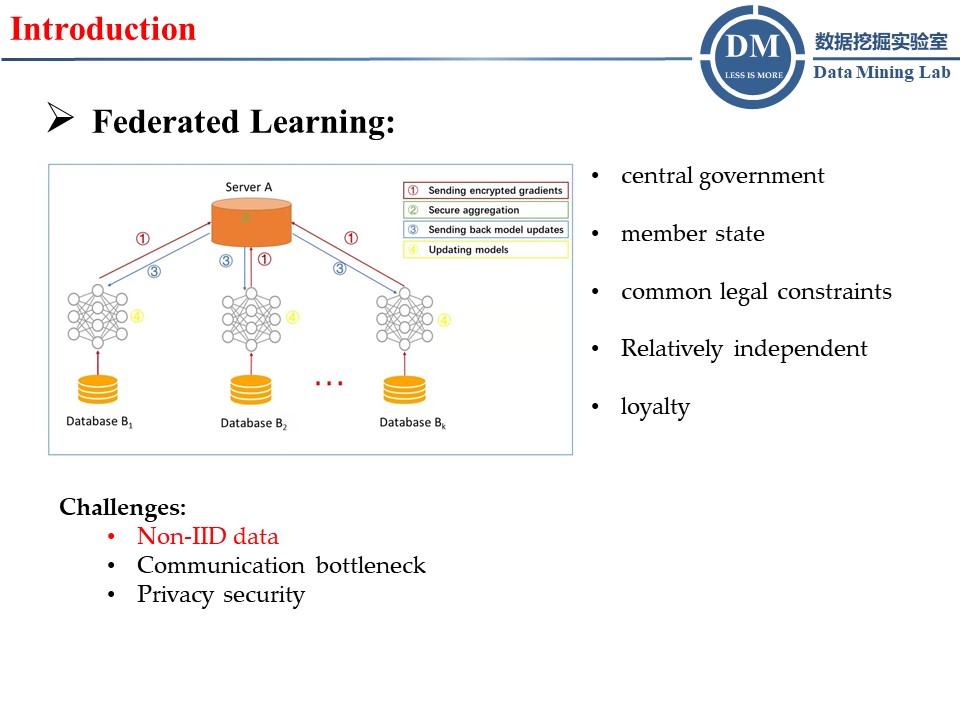 Introduction
DM
LESS IS MORE
数据挖掘实验室
Data Mining Lab
➢ Federated Learning:
Server A
① Sending encrypted gradients
② Secure aggregation
③ Sending back model updates
④ Updating models
②
① ③ ③ ① ③ ①
④ ④ ④
...
Database B1
Database B2
Database Bk
• central government
• member state
• common legal constraints
• Relatively independent
• loyalty
Challenges:
• Non-IID data
• Communication bottleneck
• Privacy security